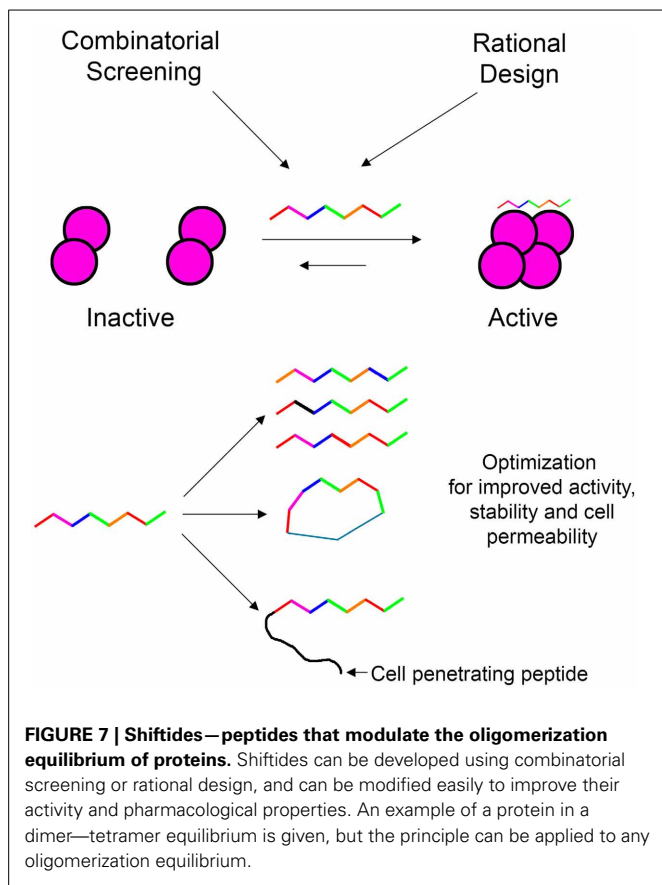 Combinatorial
Screening
Rational
Design
Inactive
Active
Optimization
for improved activity,
stability and cell
permeability
Cell penetrating peptide
FIGURE 7 | Shiftides—peptides that modulate the oligomerization
equilibrium of proteins. Shiftides can be developed using combinatorial
screening or rational design, and can be modified easily to improve their
activity and pharmacological properties. An example of a protein in a
dimer—tetramer equilibrium is given, but the principle can be applied to any
oligomerization equilibrium.